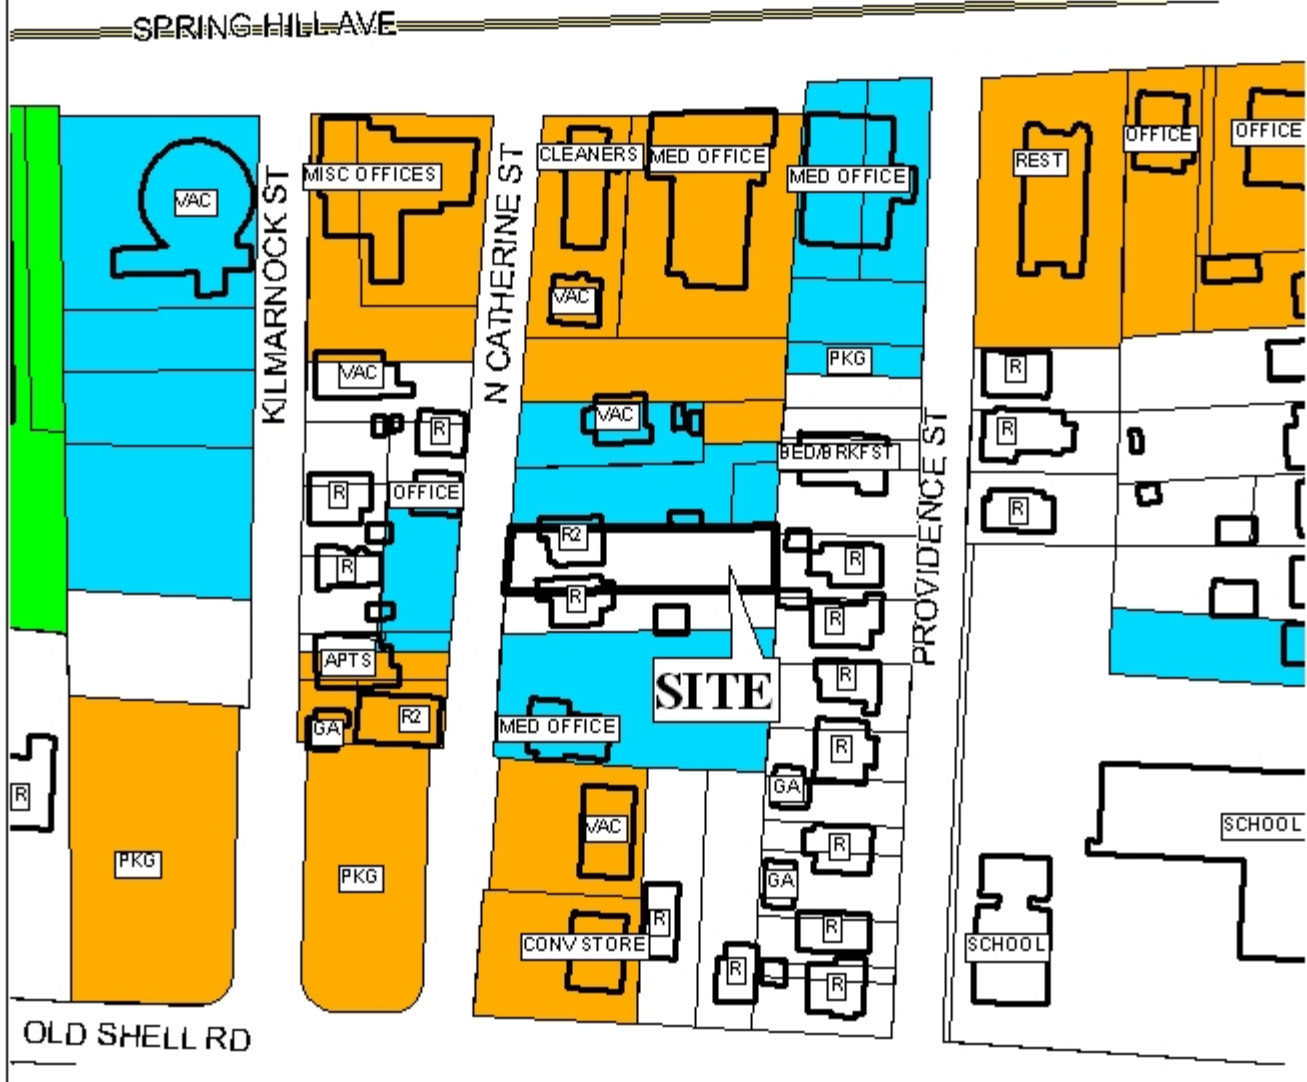 SPRING HILL AVE
KILMARNOCK ST
N CATHERINE ST
PROVIDENCE ST
VAC
MISC OFFICES
CLEANERS
MED OFFICE
MED OFFICE
REST
OFFICE
OFFICE
VAC
VAC
PKG
R
VAC
R
BED/BRKFST
R
R
OFFICE
R
R2
R
R
R
R
APTS
R
SITE
GA
R2
MED OFFICE
R
R
GA
PKG
PKG
VAC
R
SCHOOL
GA
CONV STORE
R
R
SCHOOL
R
R
OLD SHELL RD